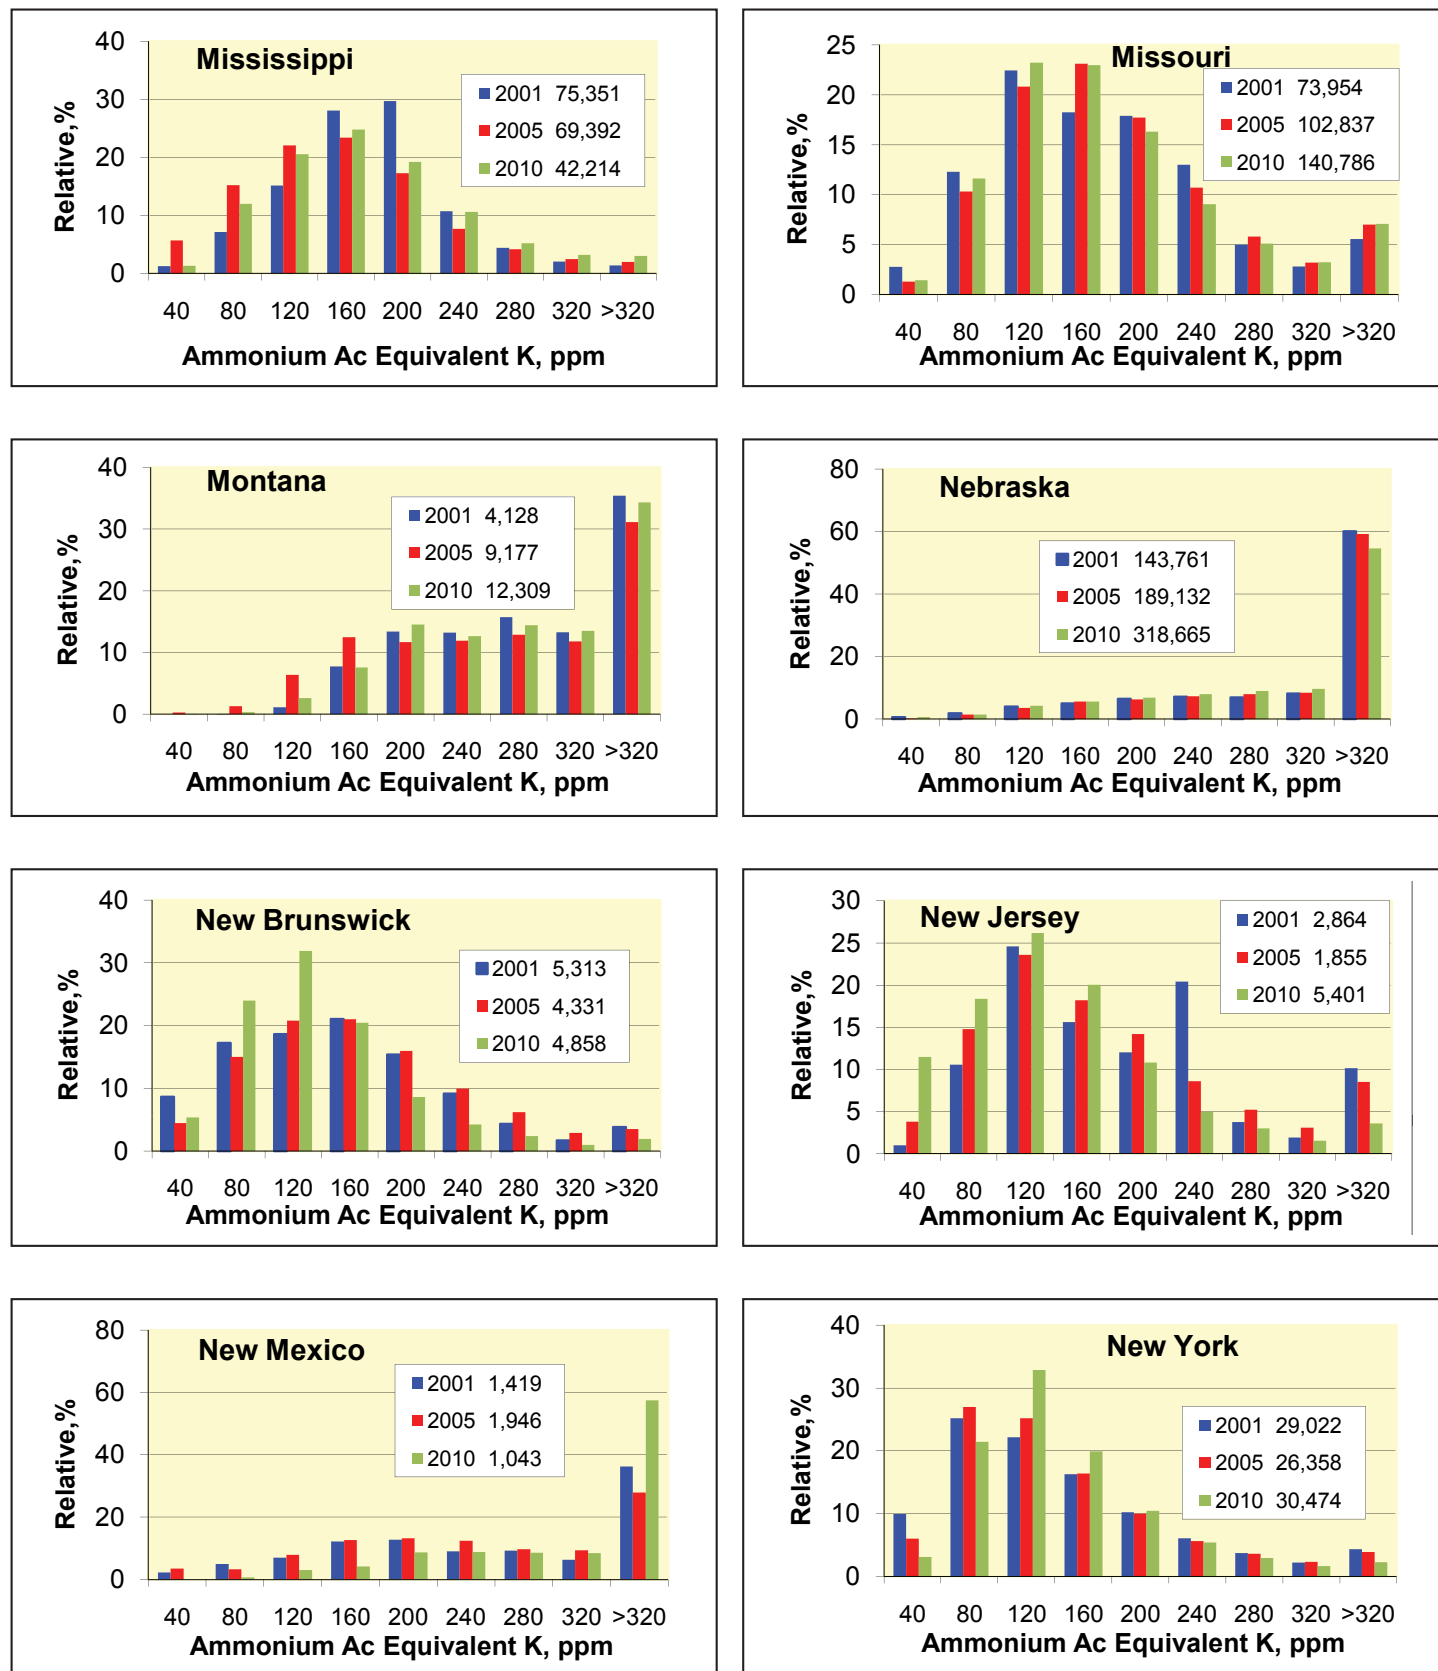 Mississippi
Relative,%
40
30
20
10
0
2001 75,351
2005 69,392
2010 42,214
40 80 120 160 200 240 280 320 >320
Ammonium Ac Equivalent K, ppm
Missouri
Relative,%
25
20
15
10
5
0
2001 73,954
2005 102,837
2010 140,786
40 80 120 160 200 240 280 320 >320
Ammonium Ac Equivalent K, ppm
Montana
Relative,%
40
30
20
10
0
2001 4,128
2005 9,177
2010 12,309
40 80 120 160 200 240 280 320 >320
Ammonium Ac Equivalent K, ppm
Nebraska
Relative,%
80
60
40
20
0
2001 143,761
2005 189,132
2010 318,665
40 80 120 160 200 240 280 320 >320
Ammonium Ac Equivalent K, ppm
New Brunswick
Relative,%
40
30
20
10
0
2001 5,313
2005 4,331
2010 4,858
40 80 120 160 200 240 280 320 >320
Ammonium Ac Equivalent K, ppm
New Jersey
Relative,%
30
25
20
15
10
5
0
2001 2,864
2005 1,855
2010 5,401
40 80 120 160 200 240 280 320 >320
Ammonium Ac Equivalent K, ppm
New Mexico
Relative,%
80
60
40
20
0
2001 1,419
2005 1,946
2010 1,043
40 80 120 160 200 240 280 320 >320
Ammonium Ac Equivalent K, ppm
New York
Relative,%
40
30
20
10
0
2001 29,022
2005 26,358
2010 30,474
40 80 120 160 200 240 280 320 >320
Ammonium Ac Equivalent K, ppm